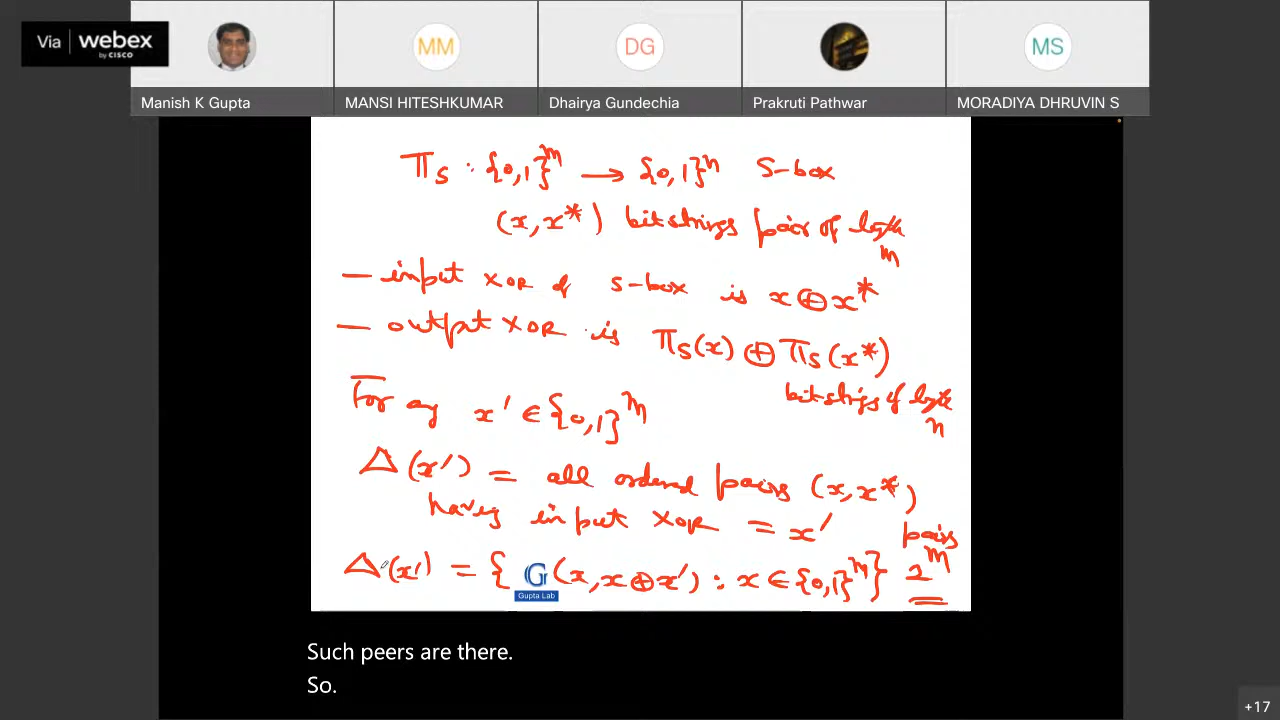 Via webex
by CISCO
MM
DG
MS
Manish K Gupta
MANSI HITESHKUMAR
Dhairya Gundechia
Prakruti Pathwar
MORADIYA DHRUVIN S
πs : {0,1}^m → {0,1}^n S-box
(x, x*) bitstrings pair of length m
— input XOR of S-box is x ⊕ x*
— output XOR is πs(x) ⊕ πs(x*)
bitstrings of length n
For any x' ∈ {0,1}^m
Δ(x') = all ordered pairs (x, x*)
having input XOR = x'
Δ(x') = { (x, x ⊕ x') : x ∈ {0,1}^m } 2^m pairs
G
Gupta Lab
Such peers are there.
So.
+17